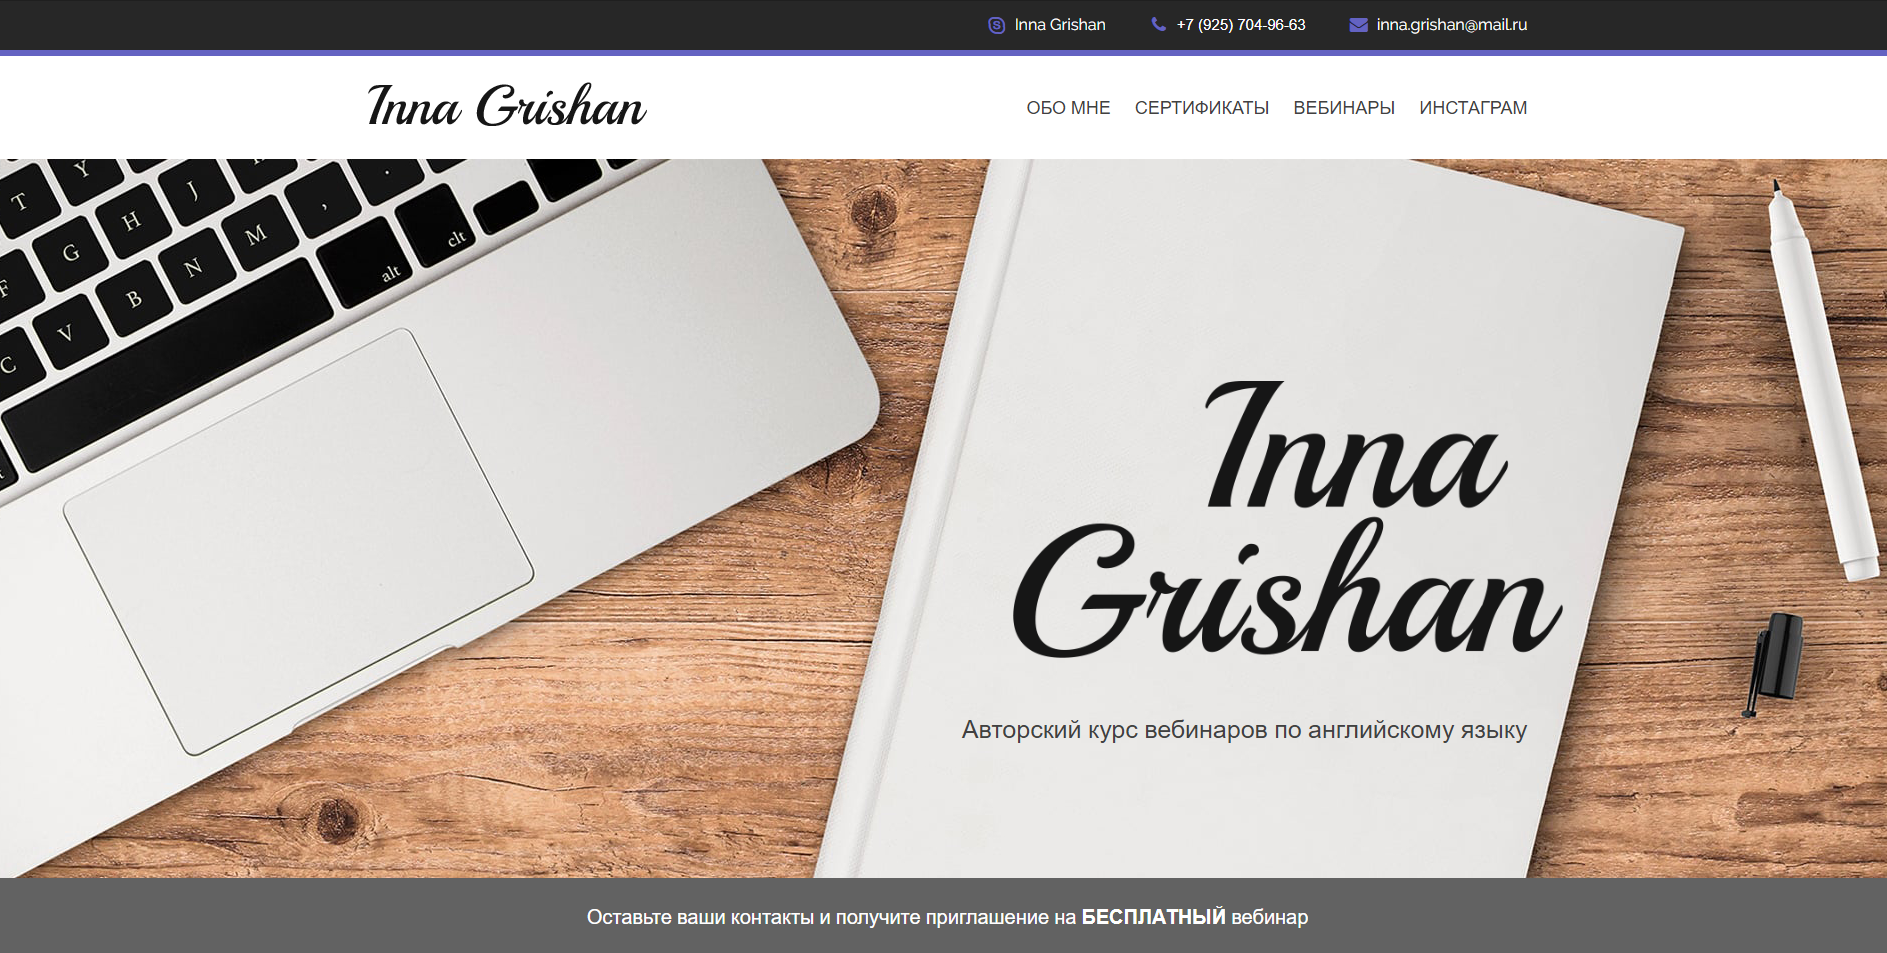 Inna Grishan
+7 (925) 704-96-63
inna.grishan@mail.ru
Inna Grishan
ОБО МНЕ
СЕРТИФИКАТЫ
ВЕБИНАРЫ
ИНСТАГРАМ
T Y
G H J
F V B N M ,
C
alt
clt
Inna
Grishan
Авторский курс вебинаров по английскому языку
Оставьте ваши контакты и получите приглашение на БЕСПЛАТНЫЙ вебинар